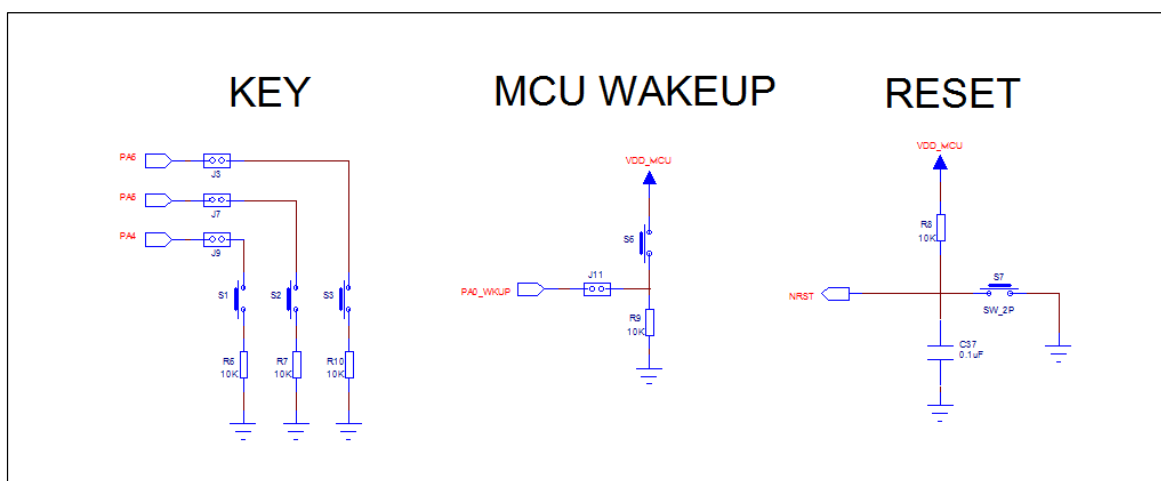 KEY
PA6
J3
PA5
J7
PA4
J9
S1
S2
S3
R6
10K
R7
10K
R10
10K
MCU WAKEUP
VDD_MCU
S6
J11
PA0_WKUP
R9
10K
RESET
VDD_MCU
R8
10K
S7
NRST
SW_2P
C37
0.1uF